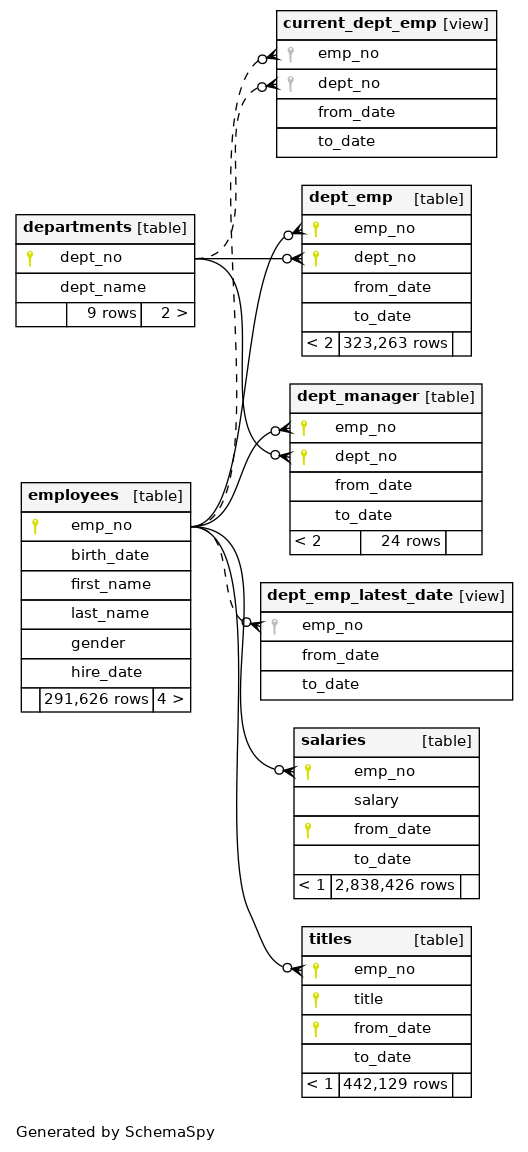 current_dept_emp [view]
emp_no
dept_no
from_date
to_date
dept_emp [table]
emp_no
dept_no
from_date
to_date
< 2 323,263 rows
departments [table]
dept_no
dept_name
9 rows 2 >
dept_manager [table]
emp_no
dept_no
from_date
to_date
< 2 24 rows
employees [table]
emp_no
birth_date
first_name
last_name
gender
hire_date
291,626 rows 4 >
dept_emp_latest_date [view]
emp_no
from_date
to_date
salaries [table]
emp_no
salary
from_date
to_date
< 1 2,838,426 rows
titles [table]
emp_no
title
from_date
to_date
< 1 442,129 rows
Generated by SchemaSpy